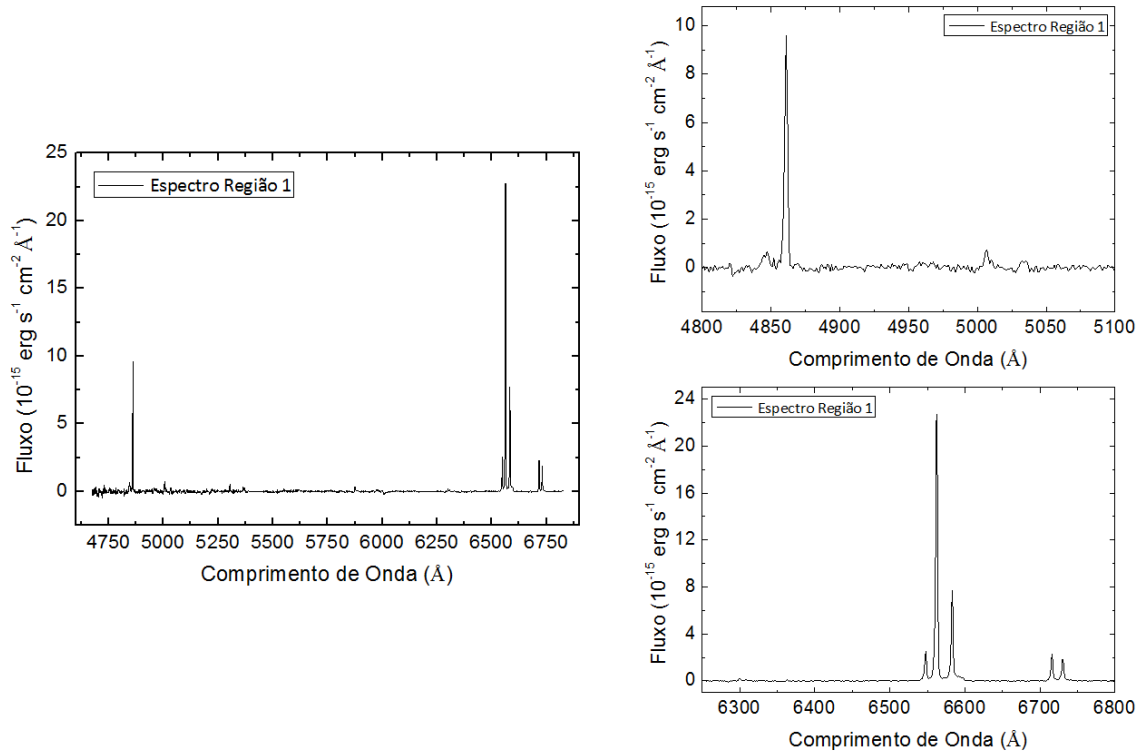 25
20
15
10
5
0
Fluxo (10⁻¹⁵ erg s⁻¹ cm⁻² Å⁻¹)
Espectro Região 1
4750 5000 5250 5500 5750 6000 6250 6500 6750
Comprimento de Onda (Å)
10
8
6
4
2
0
Fluxo (10⁻¹⁵ erg s⁻¹ cm⁻² Å⁻¹)
Espectro Região 1
4800 4850 4900 4950 5000 5050 5100
Comprimento de Onda (Å)
24
20
16
12
8
4
0
Fluxo (10⁻¹⁵ erg s⁻¹ cm⁻² Å⁻¹)
Espectro Região 1
6300 6400 6500 6600 6700 6800
Comprimento de Onda (Å)